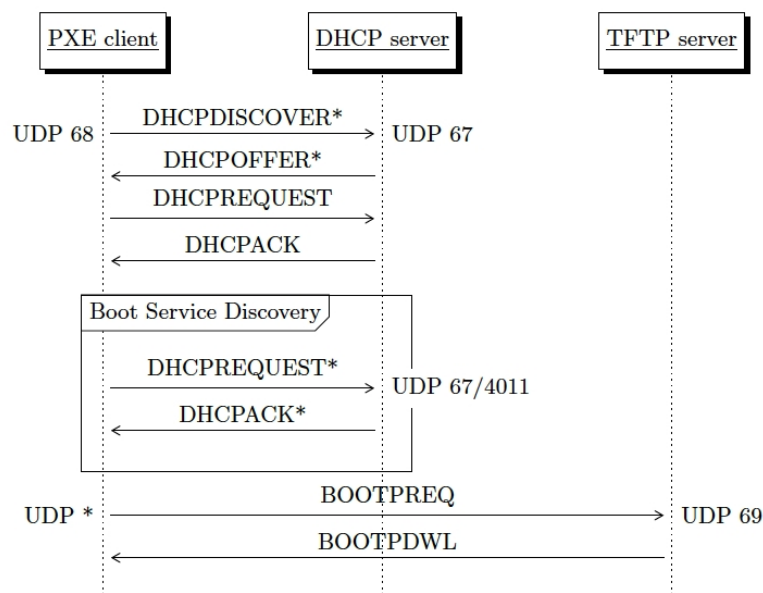 PXE client
DHCP server
TFTP server
DHCPDISCOVER*
UDP 68
UDP 67
DHCPOFFER*
DHCPREQUEST
DHCPACK
Boot Service Discovery
DHCPREQUEST*
UDP 67/4011
DHCPACK*
BOOTPREQ
UDP *
UDP 69
BOOTPDWL